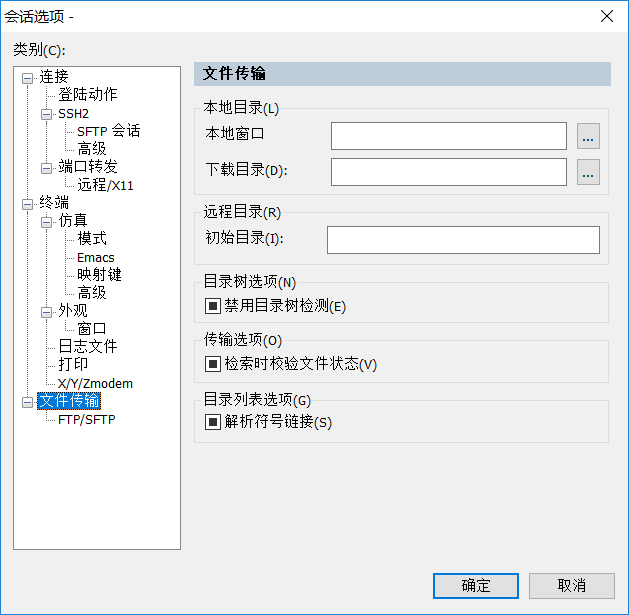 会话选项 -
类别(C):
连接
登陆动作
SSH2
SFTP 会话
高级
端口转发
远程/X11
终端
仿真
模式
Emacs
映射键
高级
外观
窗口
日志文件
打印
X/Y/Zmodem
文件传输
FTP/SFTP
文件传输
本地目录(L)
本地窗口
...
下载目录(D):
...
远程目录(R)
初始目录(I):
目录树选项(N)
禁用目录树检测(E)
传输选项(O)
检索时校验文件状态(V)
目录列表选项(G)
解析符号链接(S)
确定
取消